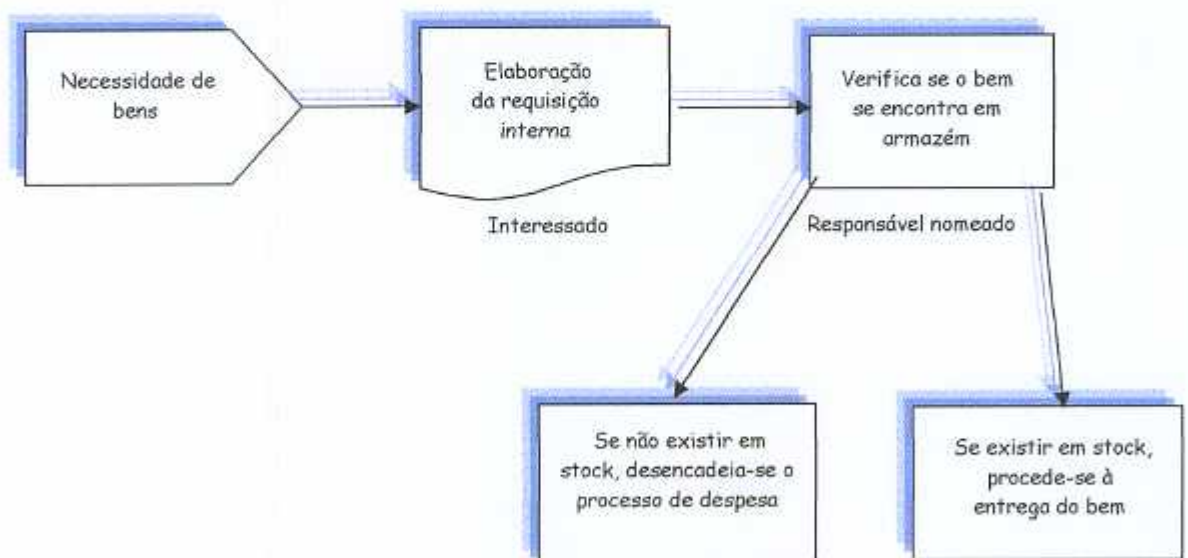 Necessidade de
bens
Elaboração
da requisição
interna
Verifica se o bem
se encontra em
armazém
Interessado
Responsável nomeado
Se não existir em
stock, desencadeia-se o
processo de despesa
Se existir em stock,
procede-se à
entrega do bem